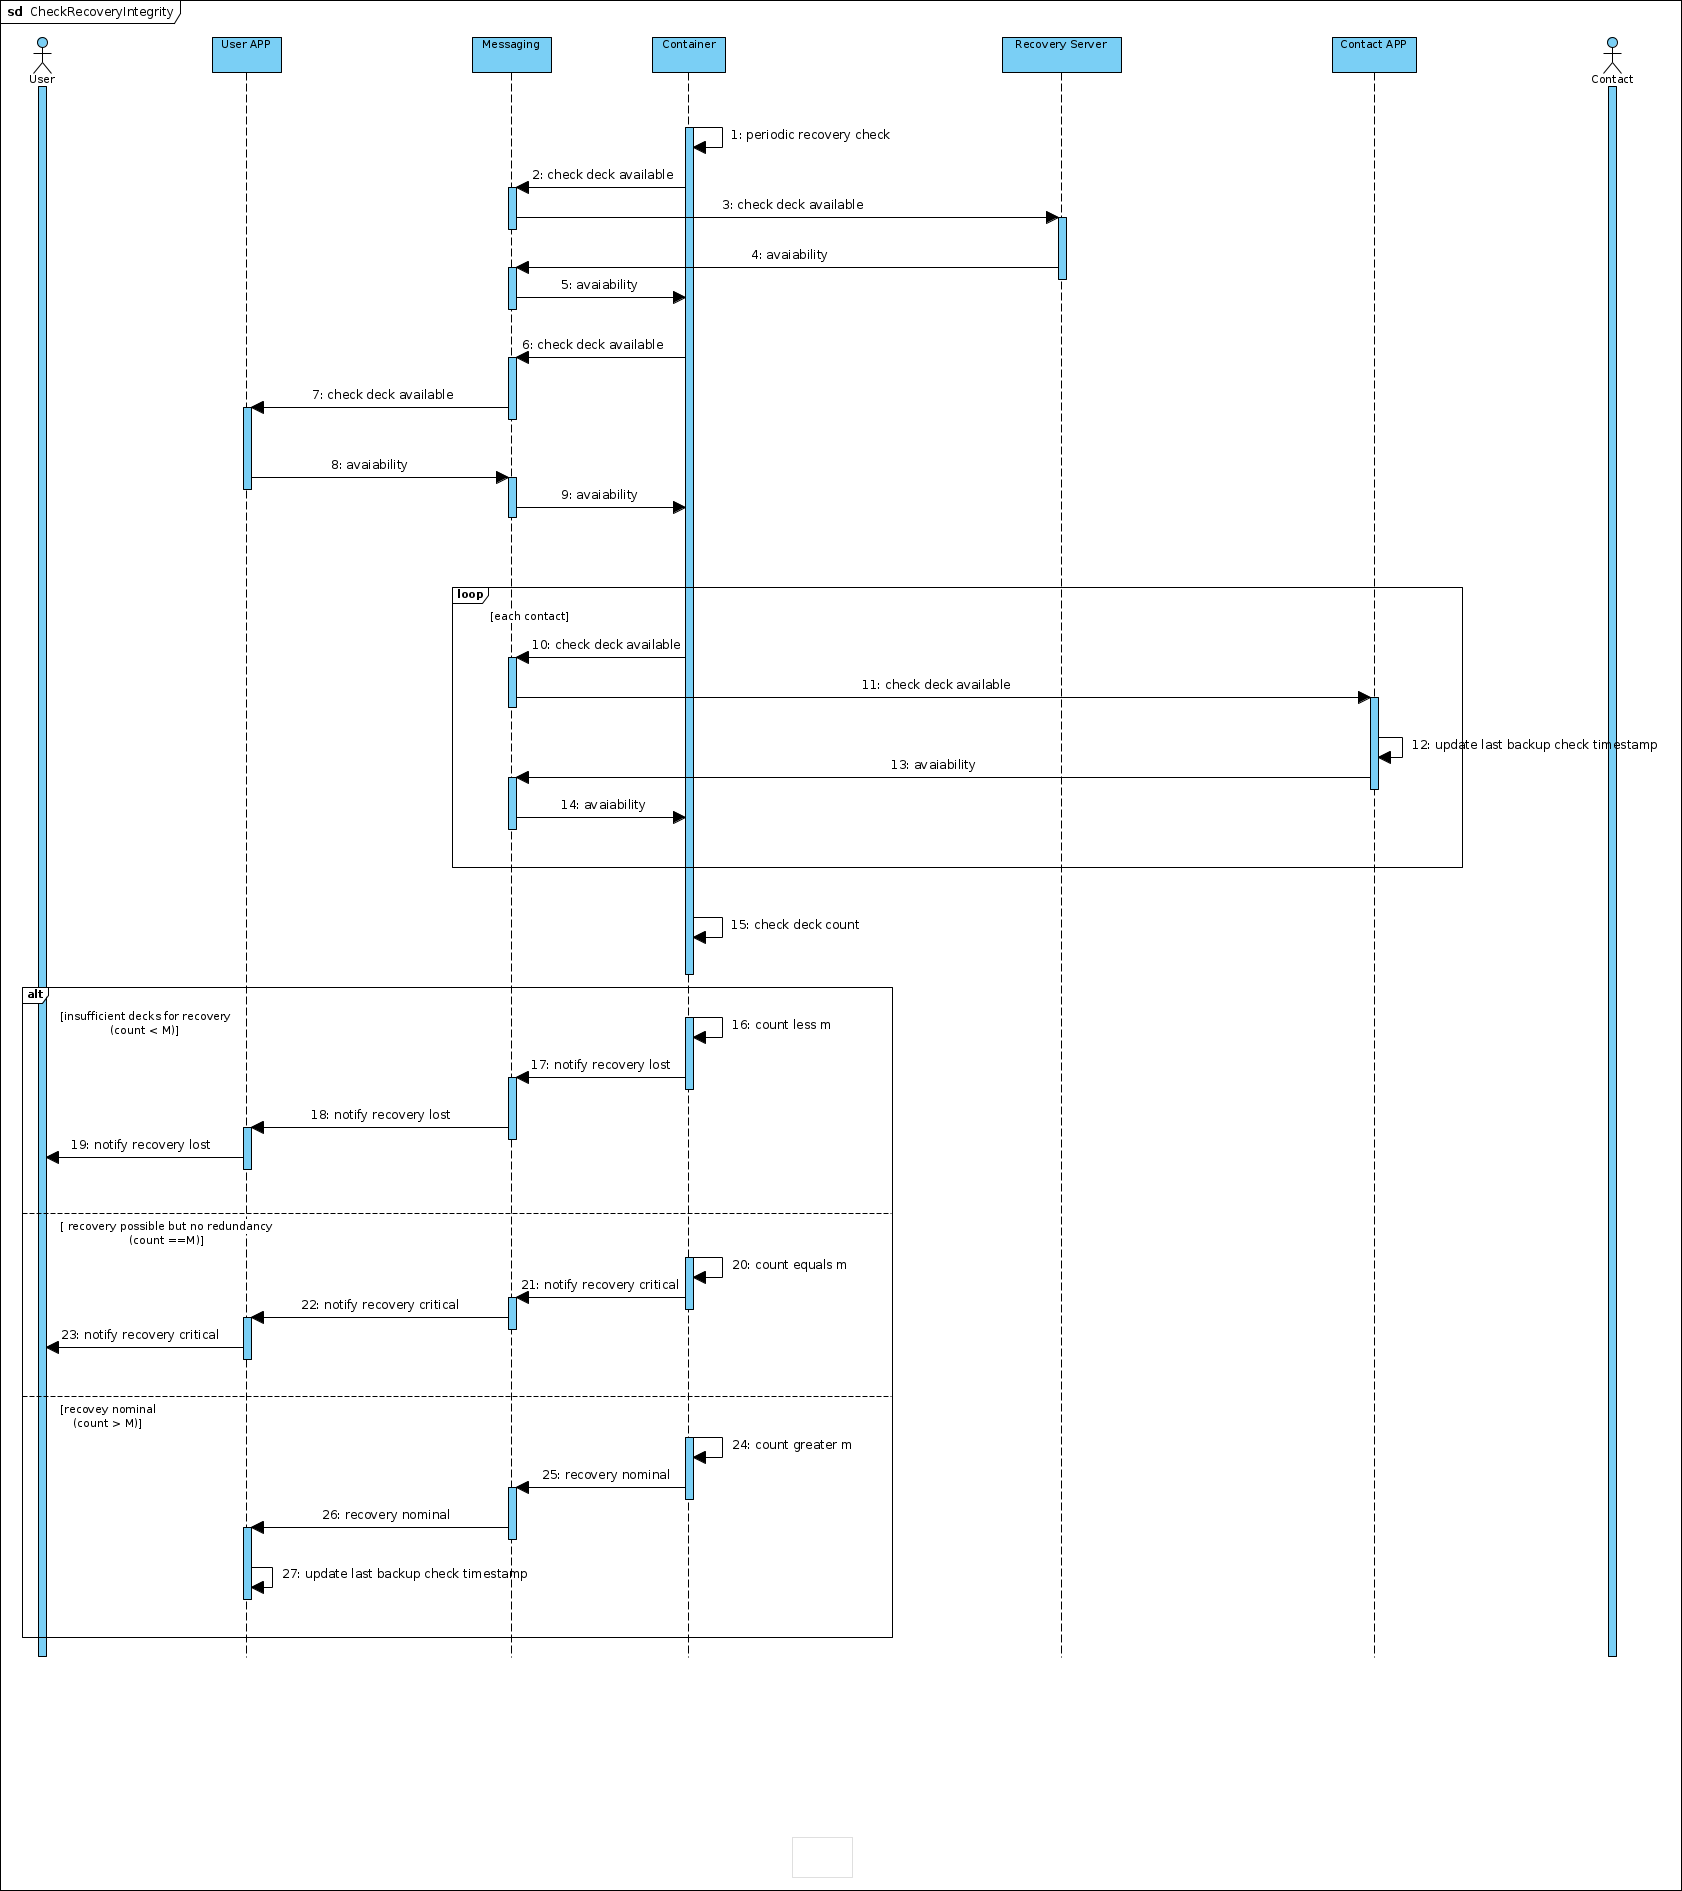 sd CheckRecoveryIntegrity
User
User APP
Messaging
Container
Recovery Server
Contact APP
Contact
1: periodic recovery check
2: check deck available
3: check deck available
4: avaiability
5: avaiability
6: check deck available
7: check deck available
8: avaiability
9: avaiability
loop
[each contact]
10: check deck available
11: check deck available
12: update last backup check timestamp
13: avaiability
14: avaiability
15: check deck count
alt
[insufficient decks for recovery
(count < M)]
16: count less m
17: notify recovery lost
18: notify recovery lost
19: notify recovery lost
[ recovery possible but no redundancy
(count ==M)]
20: count equals m
21: notify recovery critical
22: notify recovery critical
23: notify recovery critical
[recovey nominal
(count > M)]
24: count greater m
25: recovery nominal
26: recovery nominal
27: update last backup check timestamp